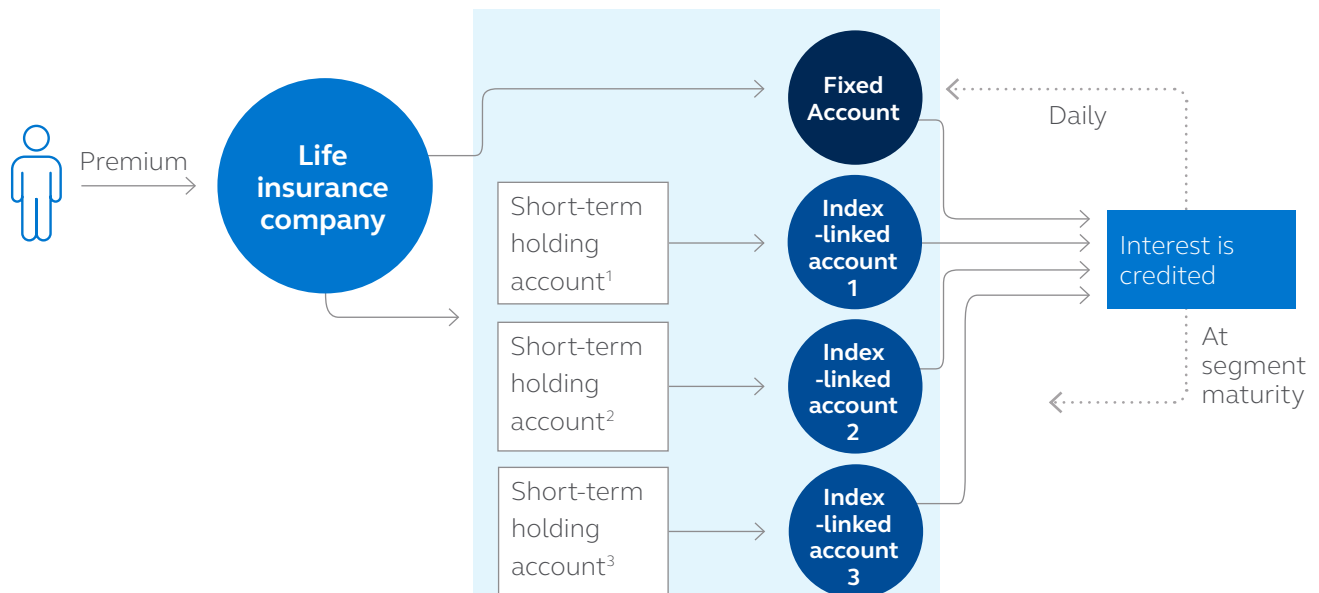 Premium
Life
insurance
company
Fixed
Account
Daily
Short-term
holding
account¹
Index
-linked
account
1
Interest is
credited
Short-term
holding
account²
Index
-linked
account
2
At
segment
maturity
Short-term
holding
account³
Index
-linked
account
3